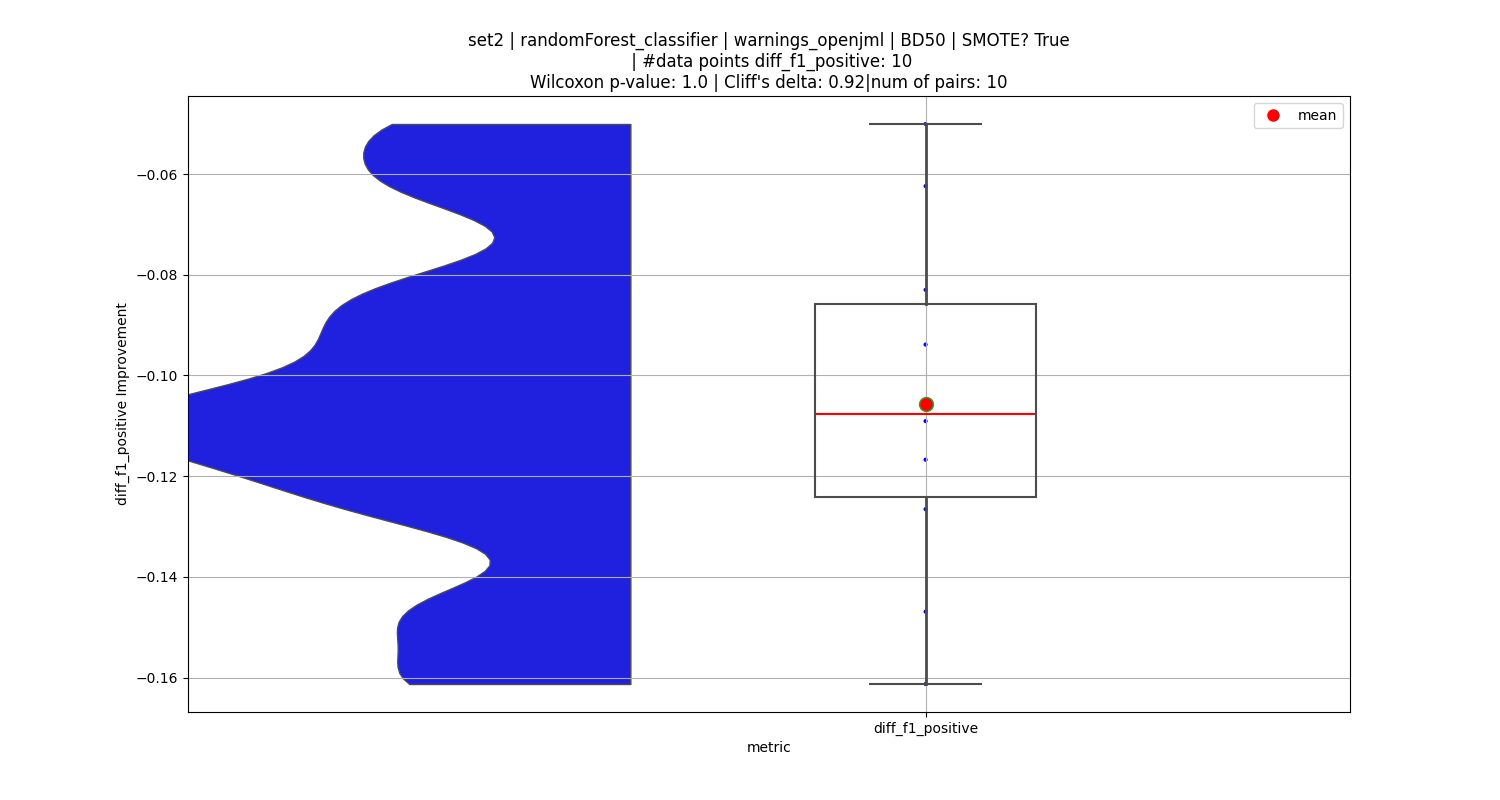 set2 | randomForest_classifier | warnings_openjml | BD50 | SMOTE? True
| #data points diff_f1_positive: 10
Wilcoxon p-value: 1.0 | Cliff's delta: 0.92|num of pairs: 10
mean
−0.06
−0.08
−0.10
−0.12
−0.14
−0.16
diff_f1_positive Improvement
diff_f1_positive
metric